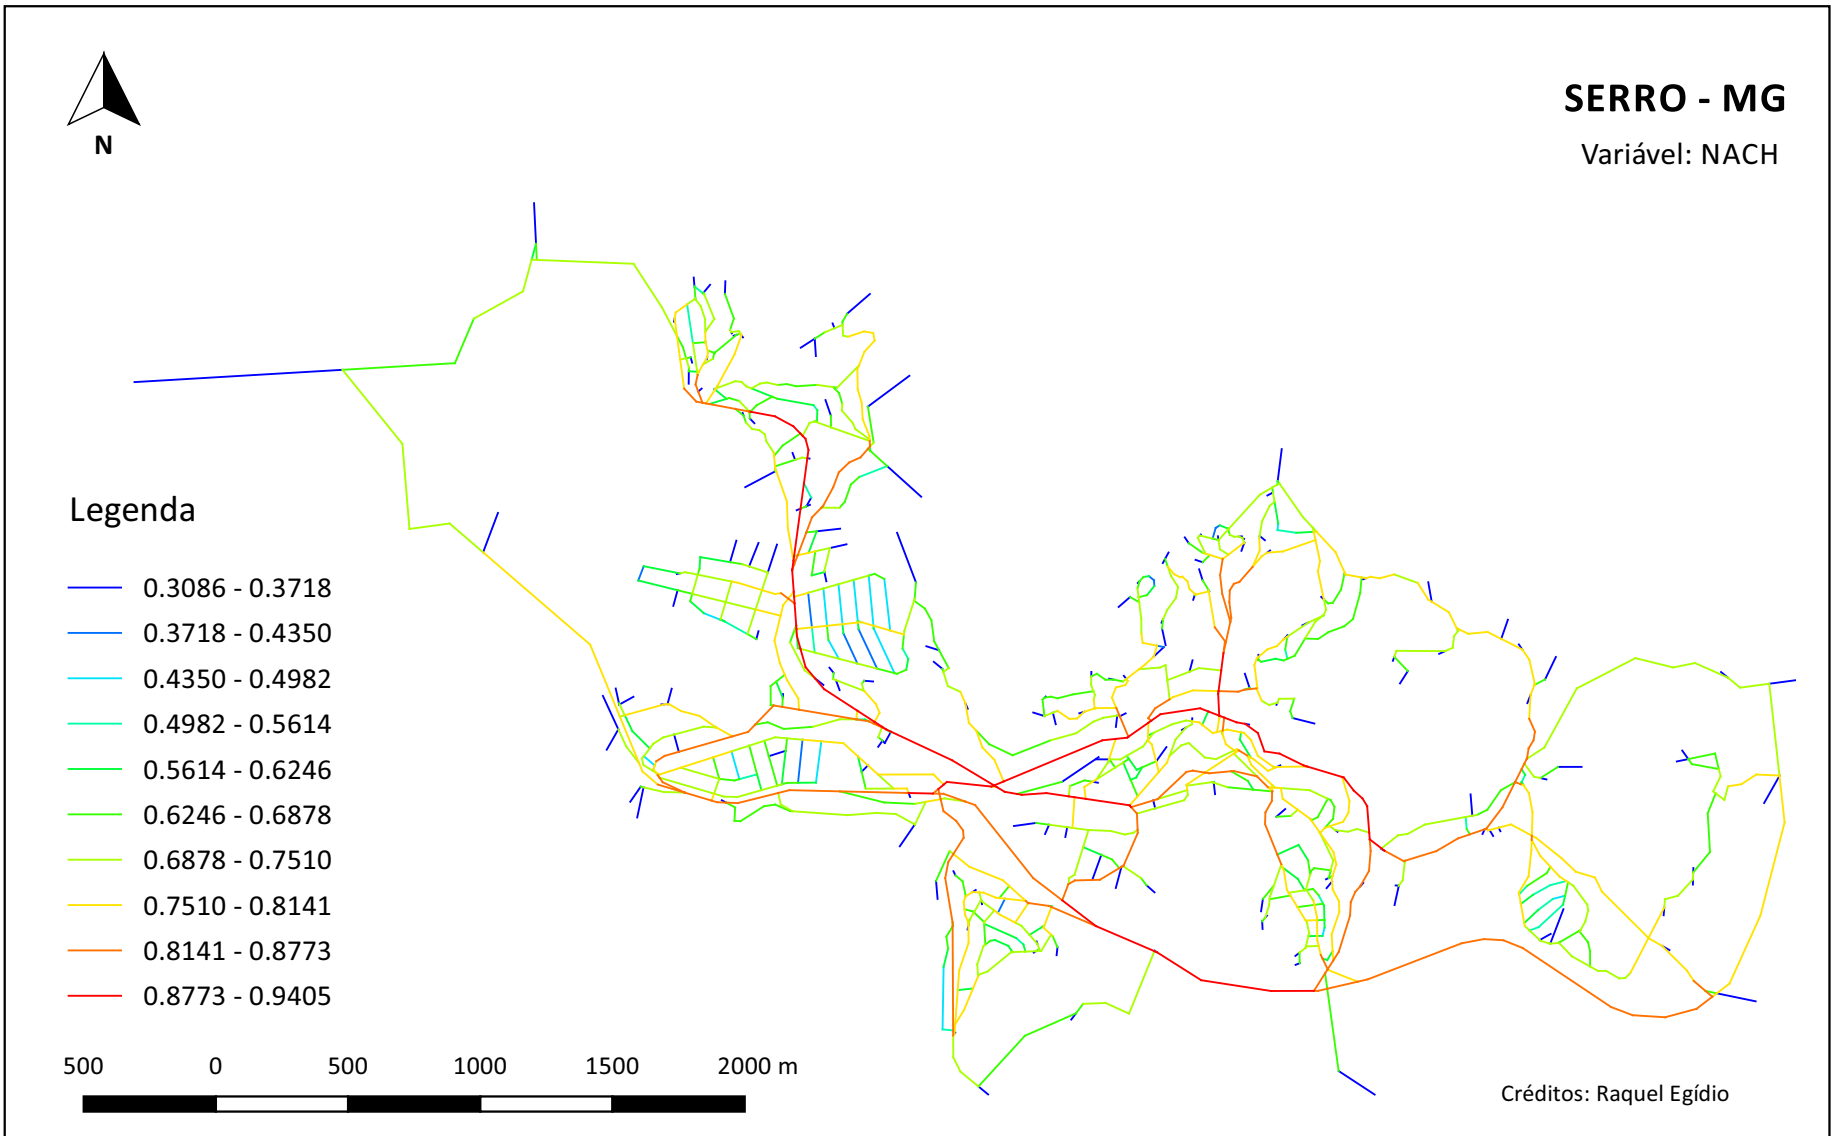 SERRO - MG
Variável: NACH
N
Legenda
0.3086 - 0.3718
0.3718 - 0.4350
0.4350 - 0.4982
0.4982 - 0.5614
0.5614 - 0.6246
0.6246 - 0.6878
0.6878 - 0.7510
0.7510 - 0.8141
0.8141 - 0.8773
0.8773 - 0.9405
500 0 500 1000 1500 2000 m
Créditos: Raquel Egídio